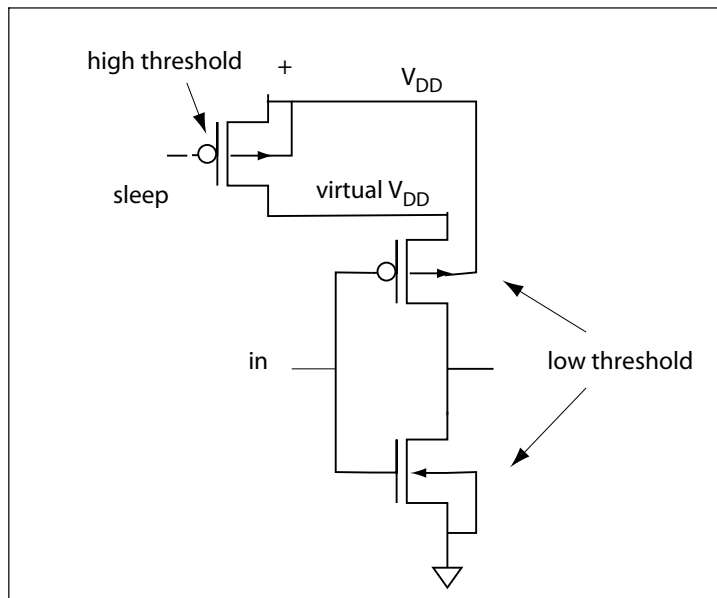 high threshold
+
V_DD
sleep
virtual V_DD
in
low threshold